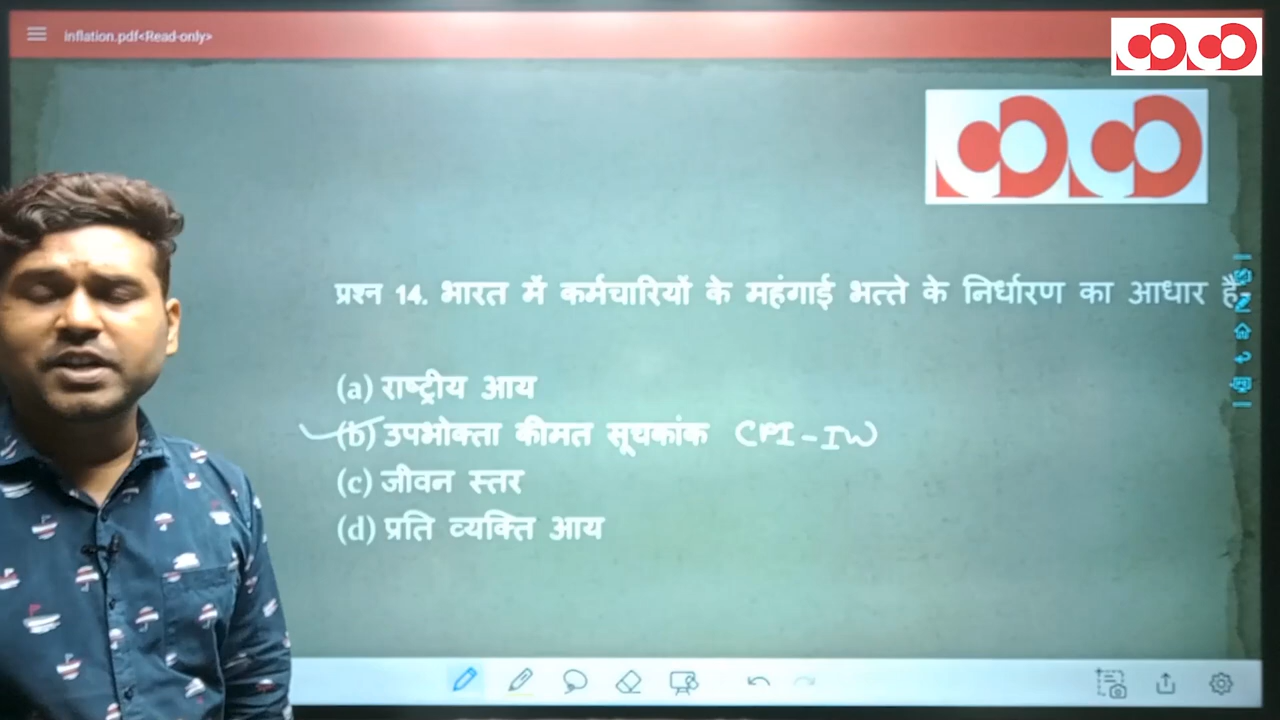 inflation.pdf<Read-only>
प्रश्न 14. भारत में कर्मचारियों के महंगाई भत्ते के निर्धारण का आधार है-
(a) राष्ट्रीय आय
(b) उपभोक्ता कीमत सूचकांक (CPI-IW)
(c) जीवन स्तर
(d) प्रति व्यक्ति आय